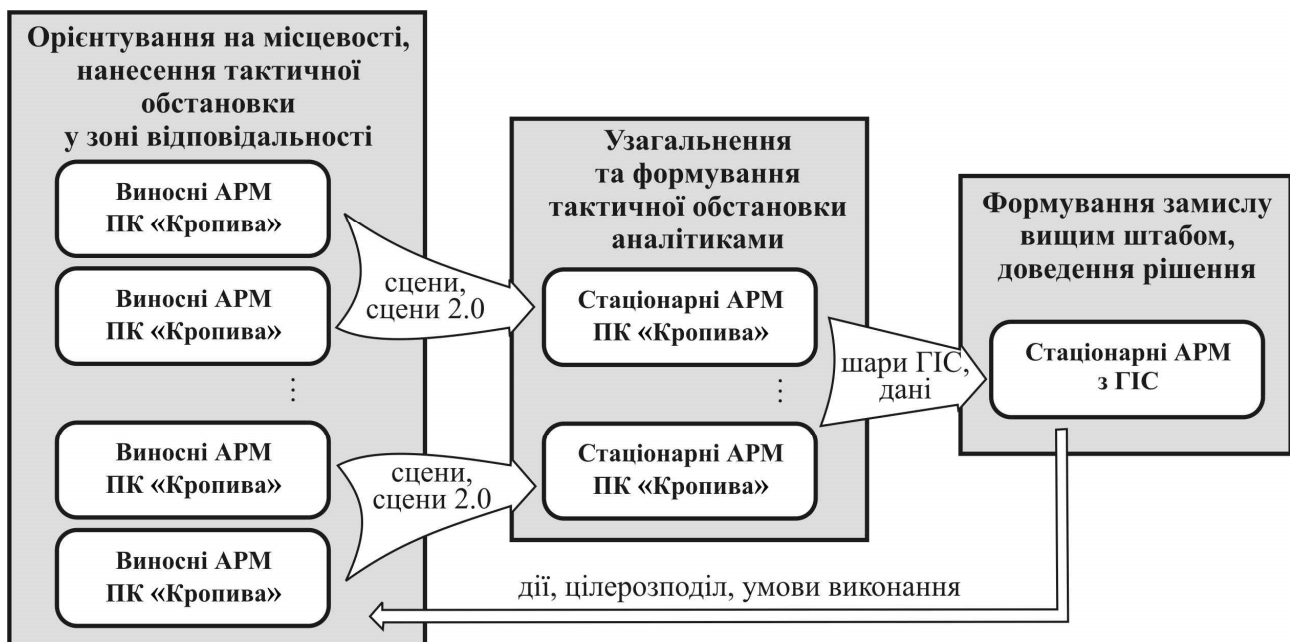 Орієнтування на місцевості,
нанесення тактичної
обстановки
у зоні відповідальності
Виносні АРМ
ПК «Кропива»
Виносні АРМ
ПК «Кропива»
...
Виносні АРМ
ПК «Кропива»
Виносні АРМ
ПК «Кропива»
сцени,
сцени 2.0
сцени,
сцени 2.0
Узагальнення
та формування
тактичної обстановки
аналітиками
Стаціонарні АРМ
ПК «Кропива»
...
Стаціонарні АРМ
ПК «Кропива»
шари ГІС,
дані
Формування замислу
вищим штабом,
доведення рішення
Стаціонарні АРМ
з ГІС
дії, цілерозподіл, умови виконання